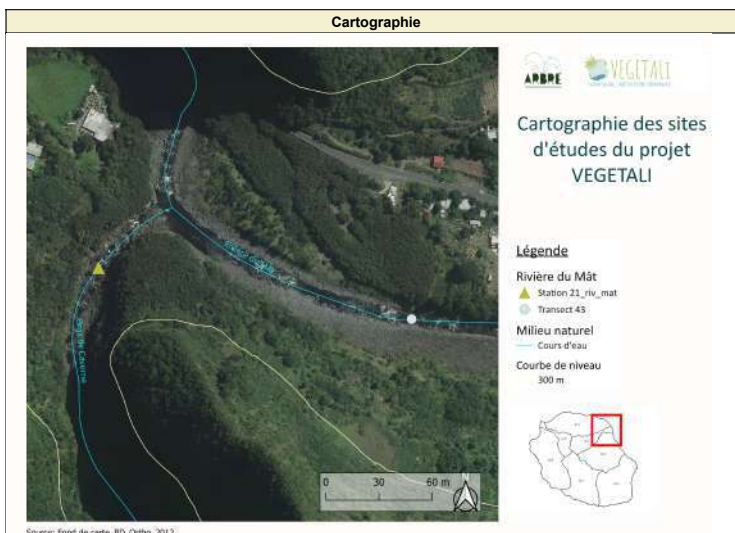 Cartographie
ARBRE
VEGETALI
Cartographie des sites
d'études du projet
VEGETALI
Légende
Rivière du Mât
Station 21_riv_mat
Transect 43
Milieu naturel
Cours d'eau
Courbe de niveau
300 m
0 30 60 m
Source: Fond de carte, BD_Ortho, 2012